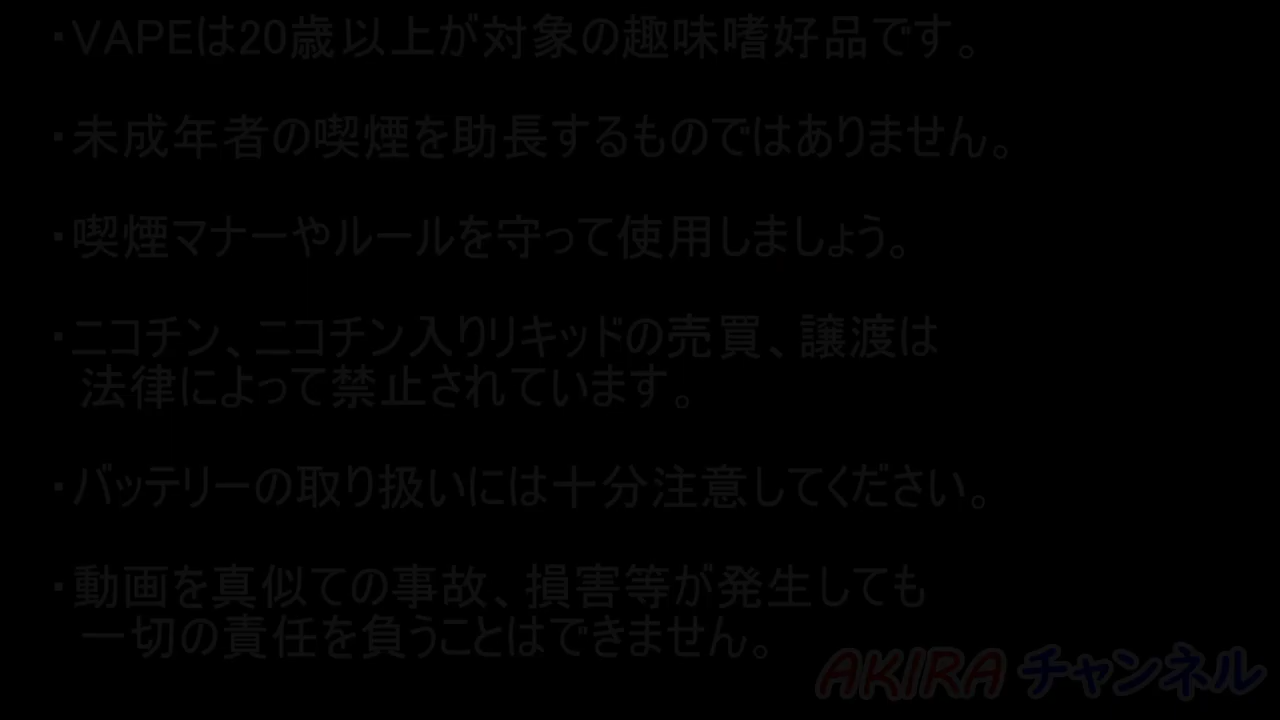 ・VAPEは20歳以上が対象の趣味嗜好品です。
・未成年者の喫煙を助長するものではありません。
・喫煙マナーやルールを守って使用しましょう。
・ニコチン、ニコチン入りリキッドの売買、譲渡は
法律によって禁止されています。
・バッテリーの取り扱いには十分注意してください。
・動画を真似ての事故、損害等が発生しても
一切の責任を負うことはできません。
AKIRAチャンネル